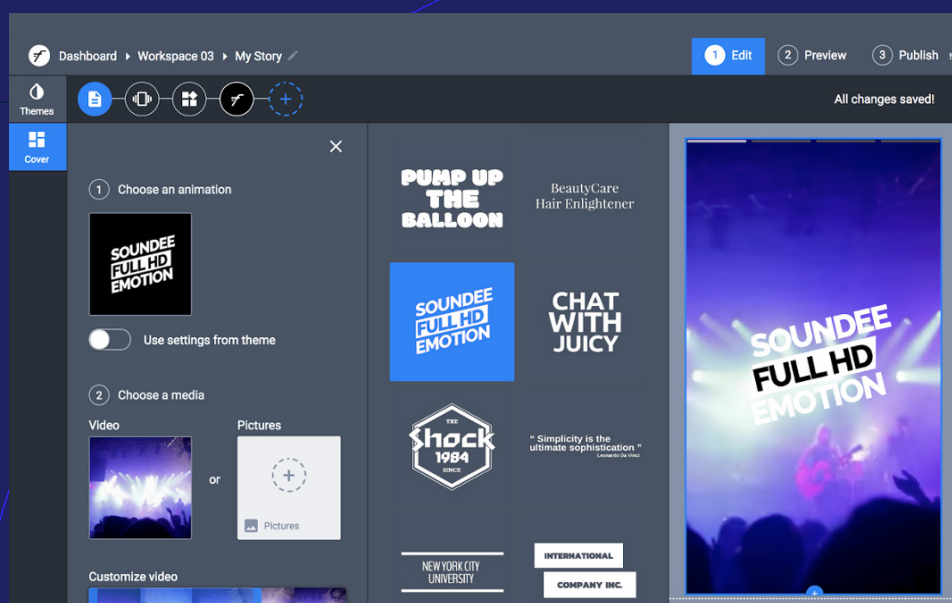 Dashboard
Workspace 03
My Story
1 Edit
2 Preview
3 Publish
Themes
All changes saved!
Cover
1 Choose an animation
SOUNDEE
FULL HD
EMOTION
Use settings from theme
2 Choose a media
Video
Pictures
or
Pictures
Customize video
PUMP UP
THE
BALLOON
BeautyCare
Hair Enlightener
SOUNDEE
FULL HD
EMOTION
CHAT
WITH
JUICY
THE
Shock
1984
SINCE
“ Simplicity is the
ultimate sophistication ”
Leonardo Da Vinci
NEW YORK CITY
UNIVERSITY
INTERNATIONAL
COMPANY INC.
SOUNDEE
FULL HD
EMOTION